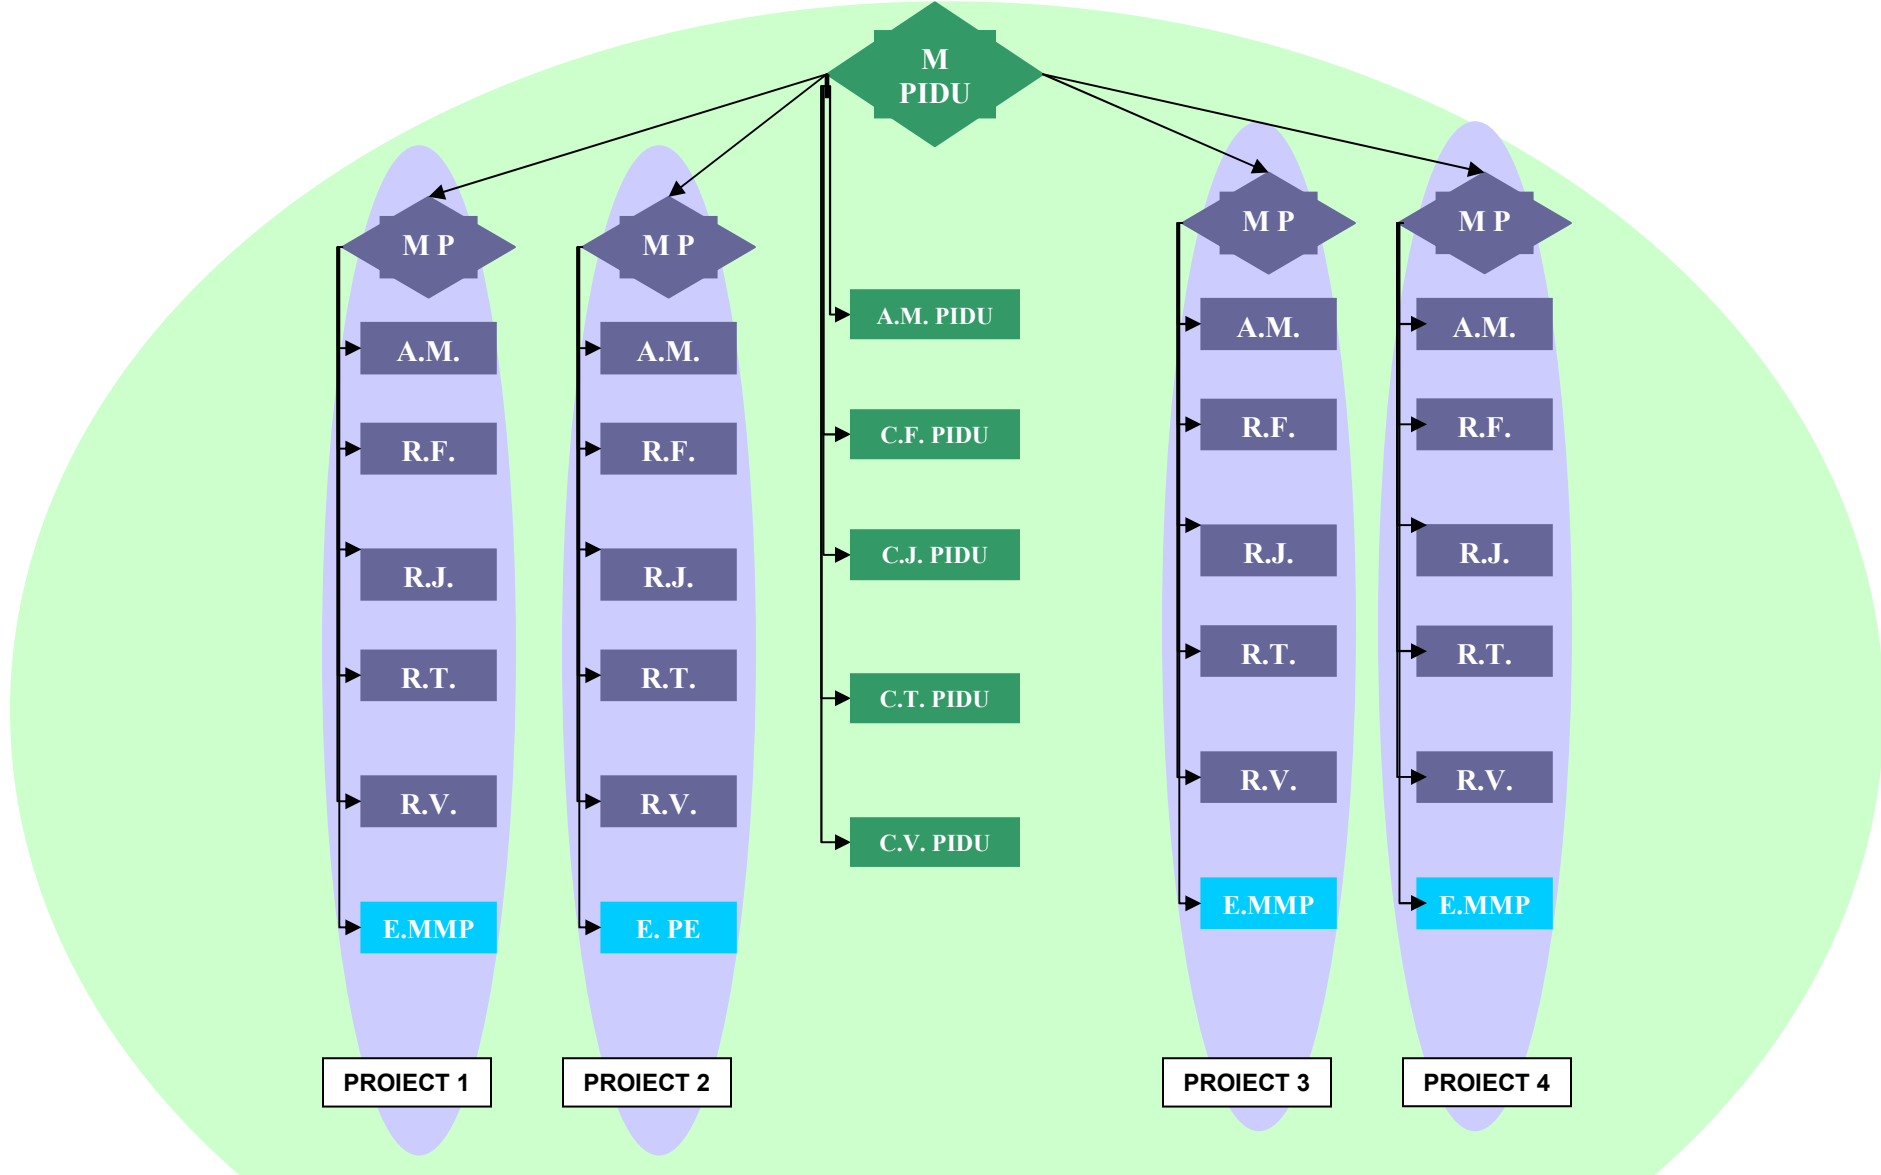 M
PIDU
M P
A.M.
R.F.
R.J.
R.T.
R.V.
E.MMP
PROIECT 1
M P
A.M.
R.F.
R.J.
R.T.
R.V.
E. PE
PROIECT 2
A.M. PIDU
C.F. PIDU
C.J. PIDU
C.T. PIDU
C.V. PIDU
M P
A.M.
R.F.
R.J.
R.T.
R.V.
E.MMP
PROIECT 3
M P
A.M.
R.F.
R.J.
R.T.
R.V.
E.MMP
PROIECT 4